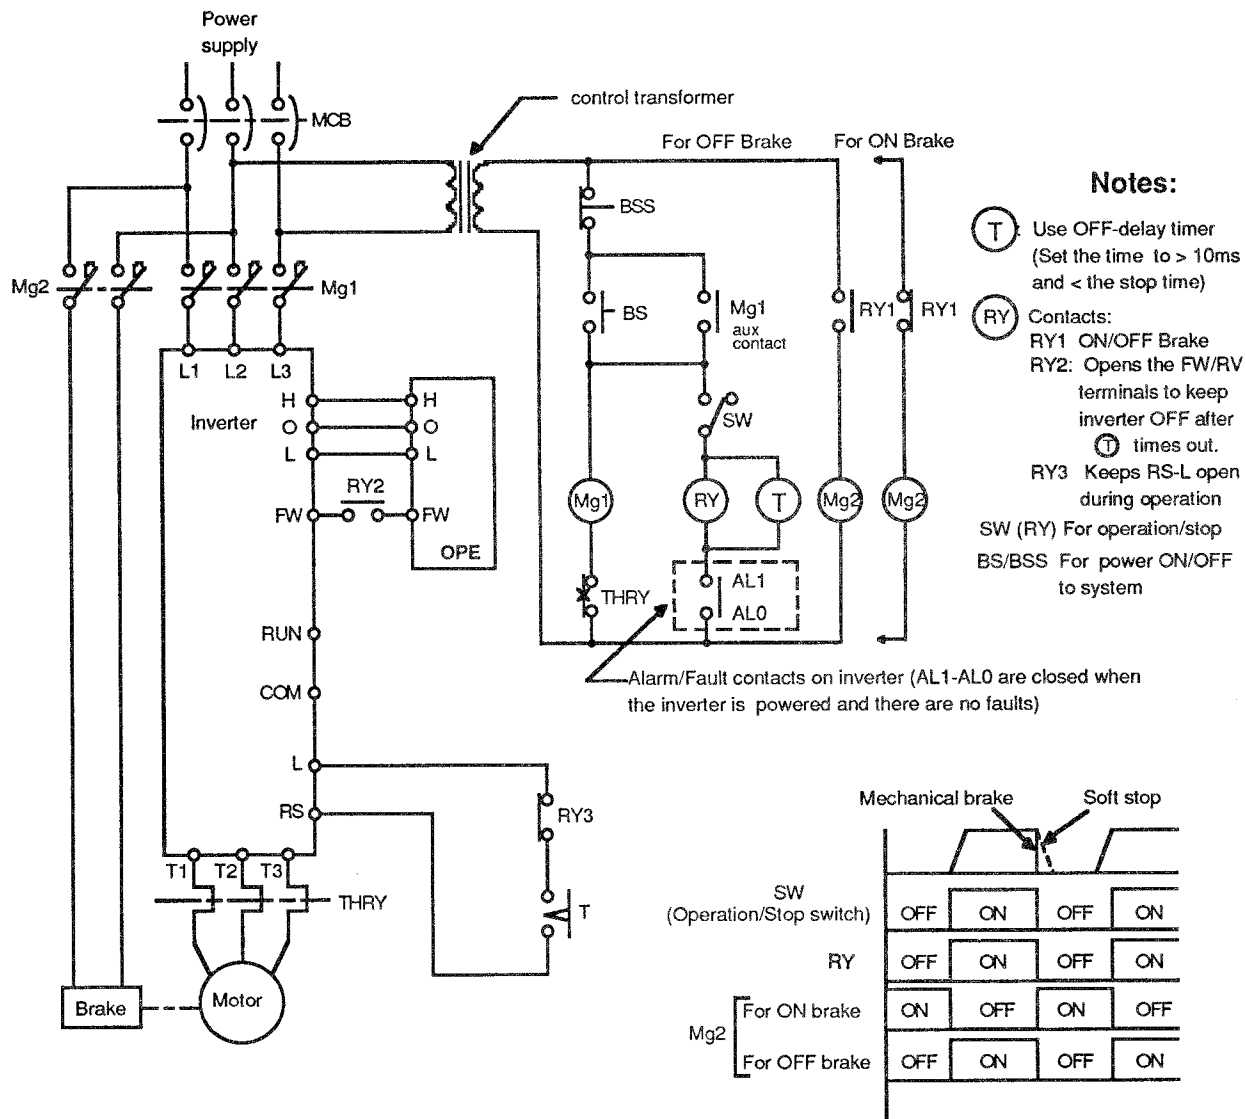 Power
supply
MCB
control transformer
For OFF Brake
For ON Brake
BSS
Mg2
Mg1
BS
Mg1
aux
contact
RY1
RY1
L1
L2
L3
Inverter
H
H
O
O
L
L
RY2
FW
FW
OPE
SW
Mg1
RY
T
Mg2
Mg2
THRY
AL1
AL0
RUN
COM
Alarm/Fault contacts on inverter (AL1-AL0 are closed when
the inverter is powered and there are no faults)
L
RS
RY3
T
T1
T2
T3
THRY
Brake
Motor
Notes:
T : Use OFF-delay timer
(Set the time to > 10ms
and < the stop time)
RY Contacts:
RY1 ON/OFF Brake
RY2: Opens the FW/RV
terminals to keep
inverter OFF after
T times out.
RY3 Keeps RS-L open
during operation
SW (RY) For operation/stop
BS/BSS For power ON/OFF
to system
Mechanical brake
Soft stop
SW
(Operation/Stop switch)
OFF ON OFF ON
RY
OFF ON OFF ON
Mg2
For ON brake
ON OFF ON OFF
For OFF brake
OFF ON OFF ON